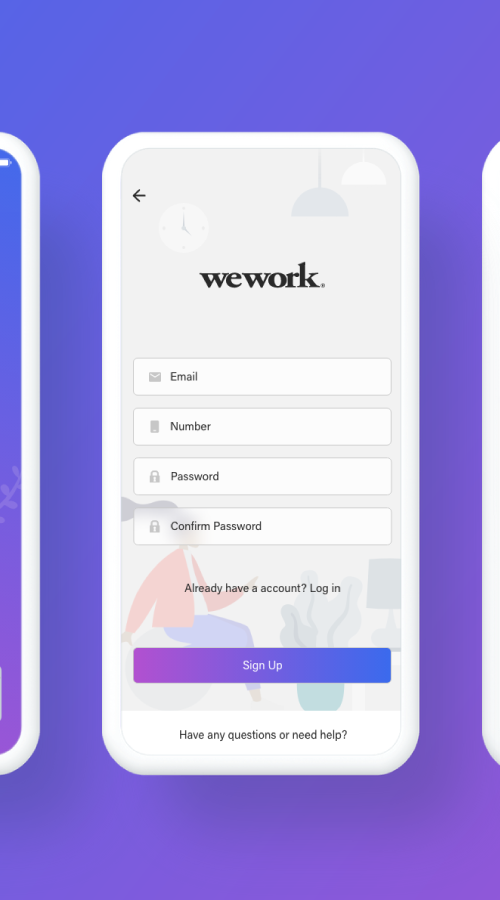 wework®
Email
Number
Password
Confirm Password
Already have a account? Log in
Sign Up
Have any questions or need help?